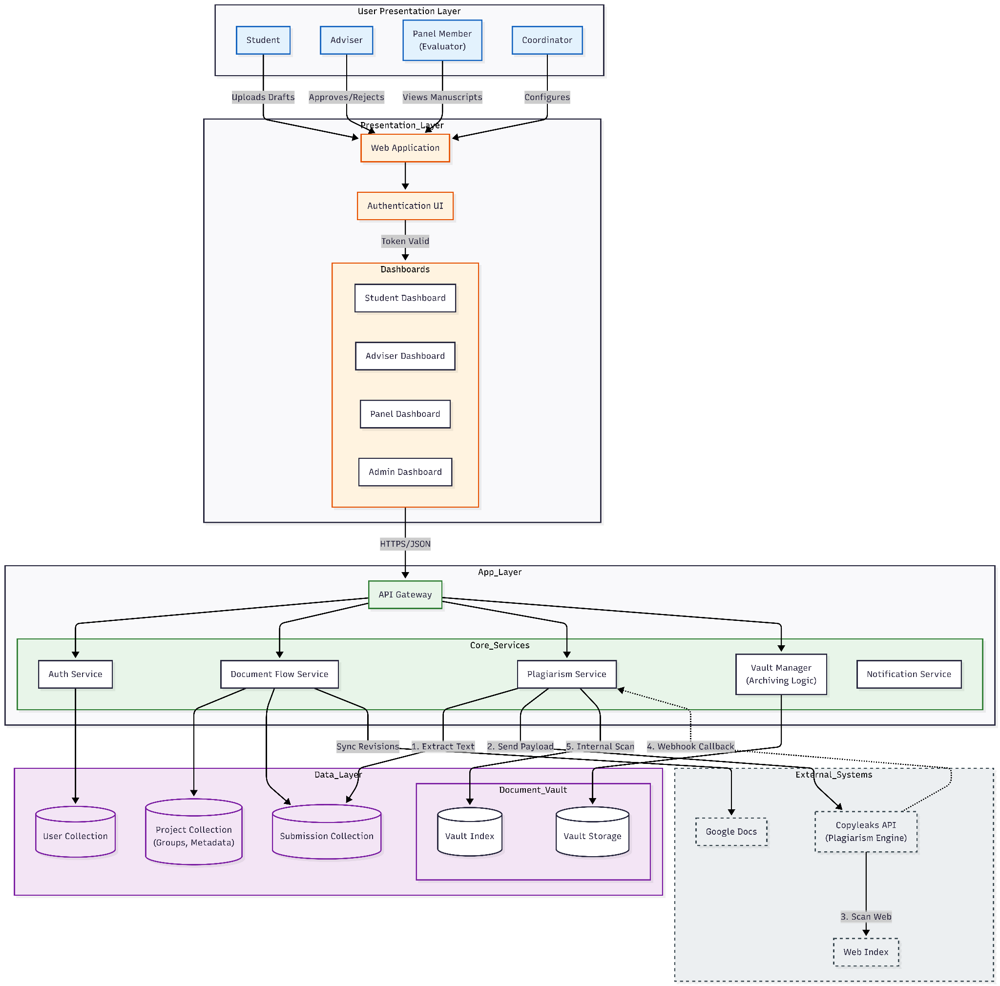 User Presentation Layer
Student
Adviser
Panel Member
(Evaluator)
Coordinator
Uploads Drafts
Approves/Rejects
Views Manuscripts
Configures
Presentation_Layer
Web Application
Authentication UI
Token Valid
Dashboards
Student Dashboard
Adviser Dashboard
Panel Dashboard
Admin Dashboard
HTTPS/JSON
App_Layer
API Gateway
Core_Services
Auth Service
Document Flow Service
Plagiarism Service
Vault Manager
(Archiving Logic)
Notification Service
Sync Revisions
1. Extract Text
2. Send Payload
5. Internal Scan
4. Webhook Callback
Data_Layer
External_Systems
Document_Vault
User Collection
Project Collection
(Groups, Metadata)
Submission Collection
Vault Index
Vault Storage
Google Docs
Copyleaks API
(Plagiarism Engine)
3. Scan Web
Web Index